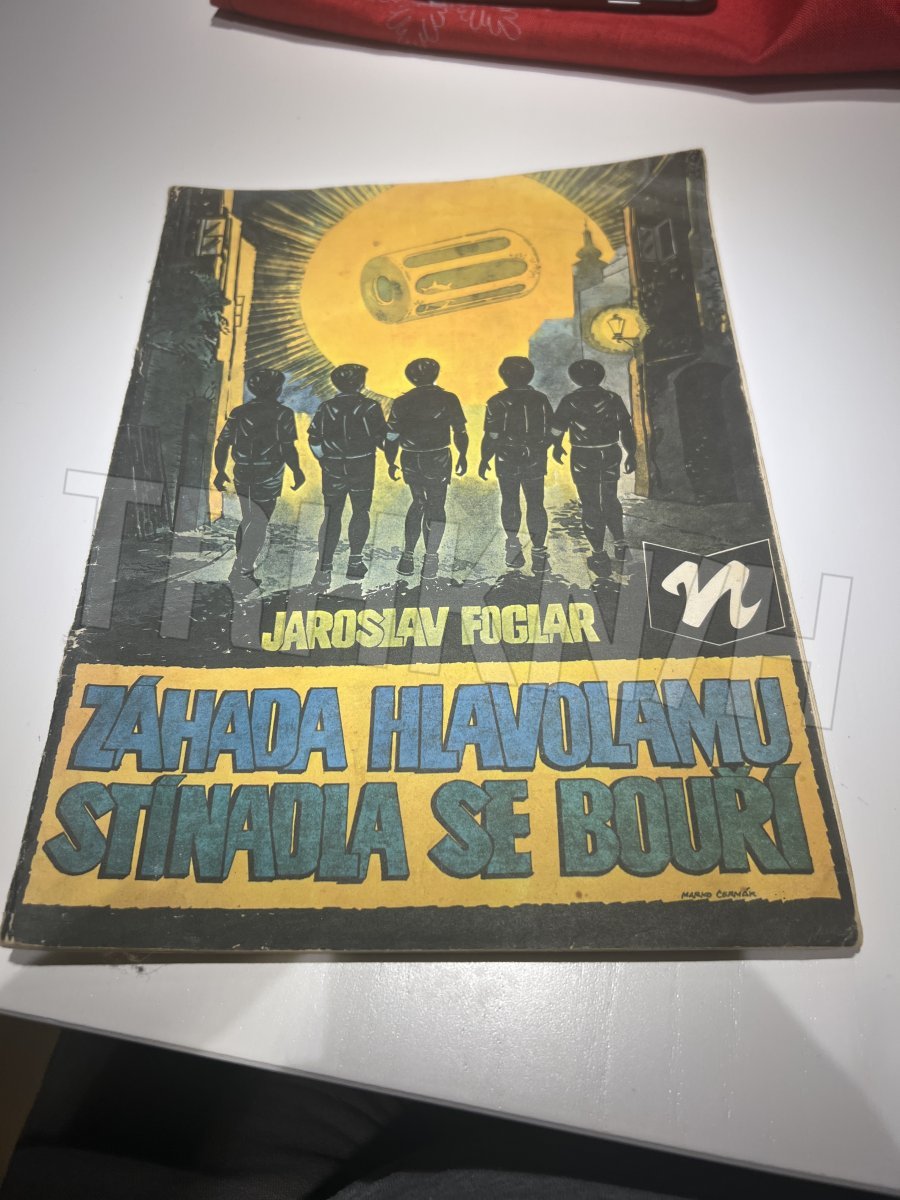 JAROSLAV FOGLAR
n
ZÁHADA HLAVOLAMU
STÍNADLA SE BOUŘÍ
MARKO ČERMÁK